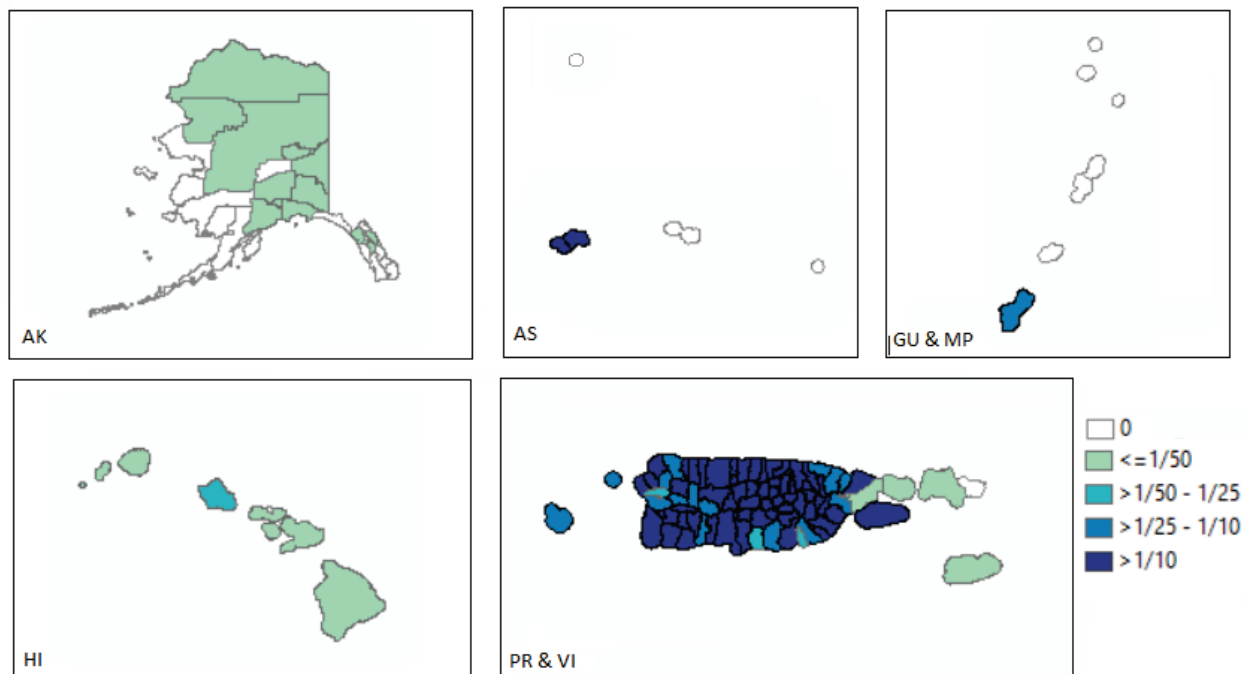 AK
AS
GU & MP
HI
PR & VI
0
<=1/50
>1/50 - 1/25
>1/25 - 1/10
>1/10